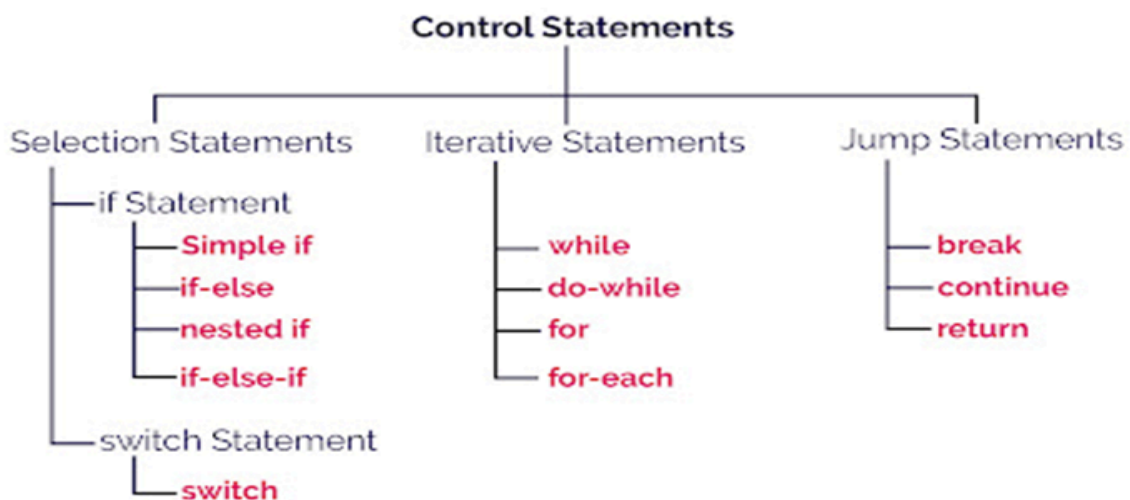 Control Statements
Selection Statements
if Statement
Simple if
if-else
nested if
if-else-if
switch Statement
switch
Iterative Statements
while
do-while
for
for-each
Jump Statements
break
continue
return